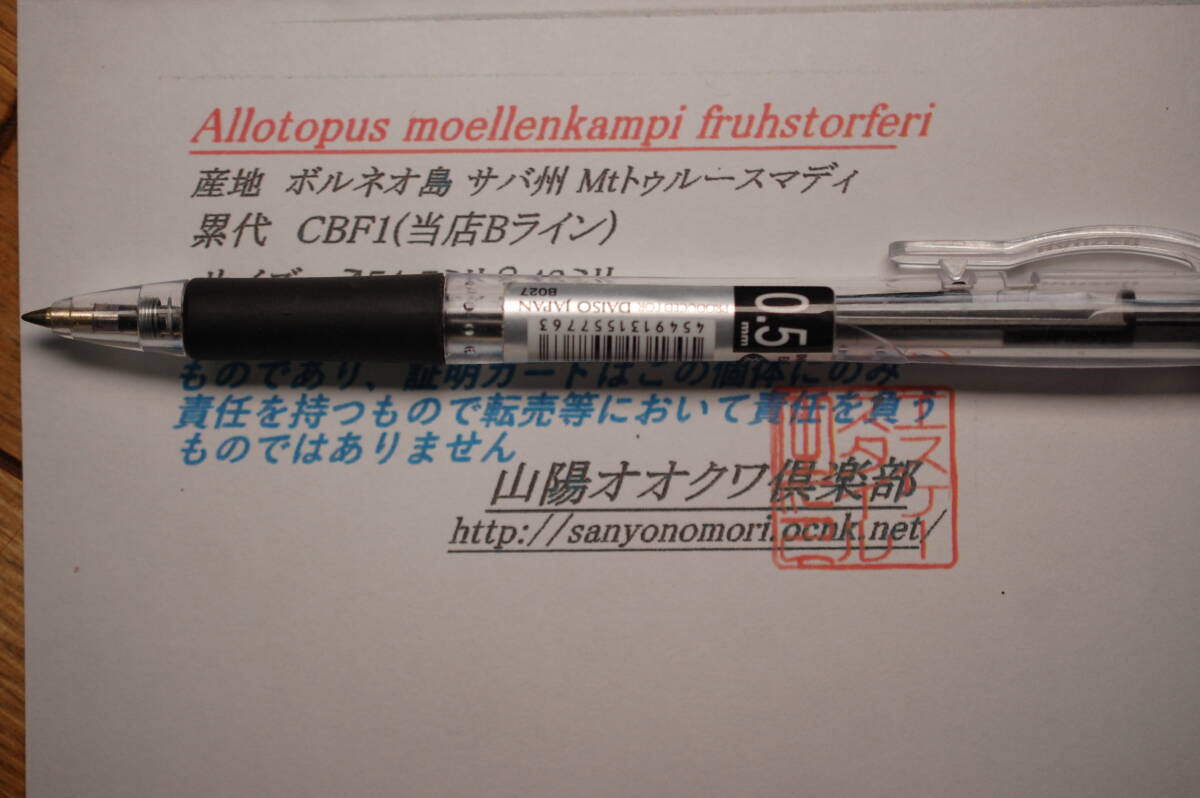 Allotopus moellenkampi fruhstorferi
産地 ボルネオ島 サバ州 Mtトゥルースマディ
累代 CBF1(当店Bライン)
PRODUCED FOR DAISO JAPAN
B027
4549131557763
0.5
mm
ものであり、証明カードはこの個体にのみ
責任を持つもので転売等において責任を負う
ものではありません
山陽オオクワ倶楽部
http://sanyonomori.ocnk.net/